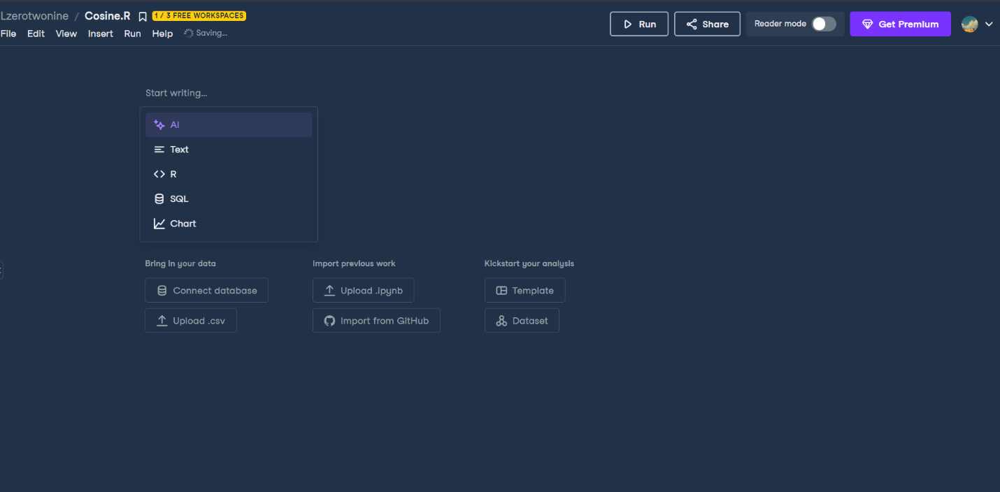 Lzerotwonine / Cosine.R 1 / 3 FREE WORKSPACES
File Edit View Insert Run Help Saving...
Run Share Reader mode Get Premium
Start writing...
AI
Text
R
SQL
Chart
Bring in your data
Connect database
Upload .csv
Import previous work
Upload .ipynb
Import from GitHub
Kickstart your analysis
Template
Dataset